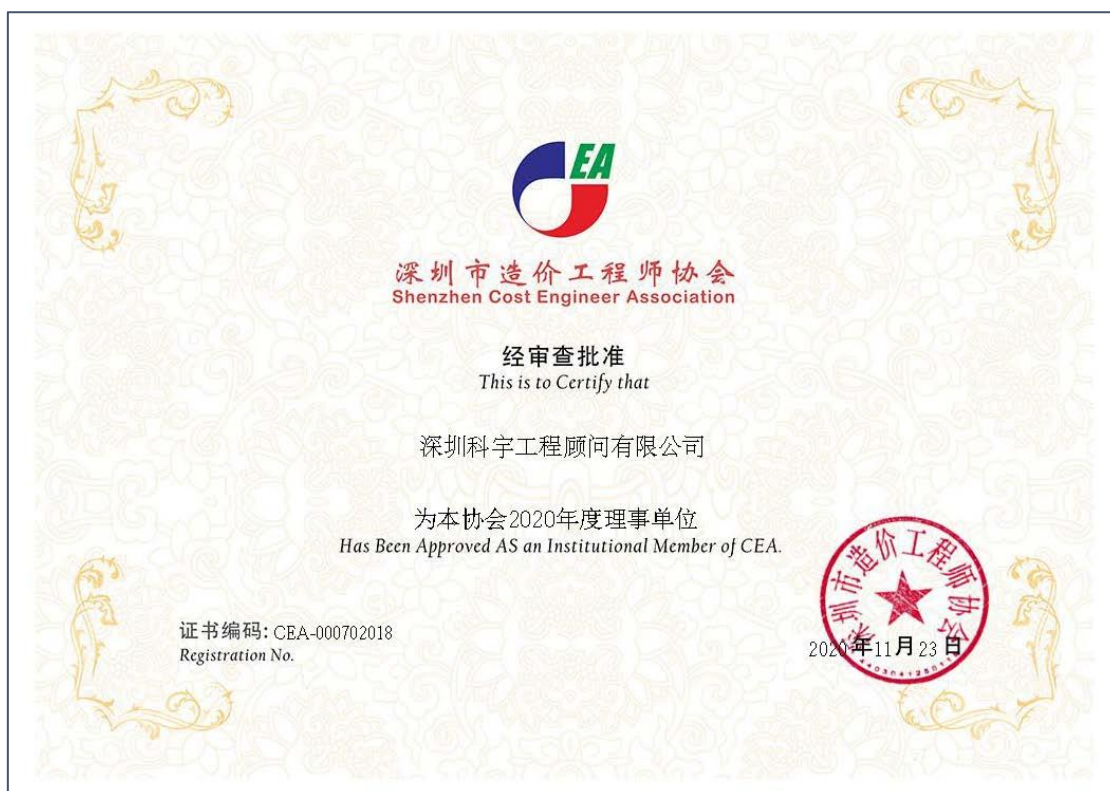 EA
深圳市造价工程师协会
Shenzhen Cost Engineer Association
经审查批准
This is to Certify that
深圳科宇工程顾问有限公司
为本协会2020年度理事单位
Has Been Approved AS an Institutional Member of CEA.
深圳市造价工程师协会
证书编码: CEA-000702018
Registration No.
2020年11月23日